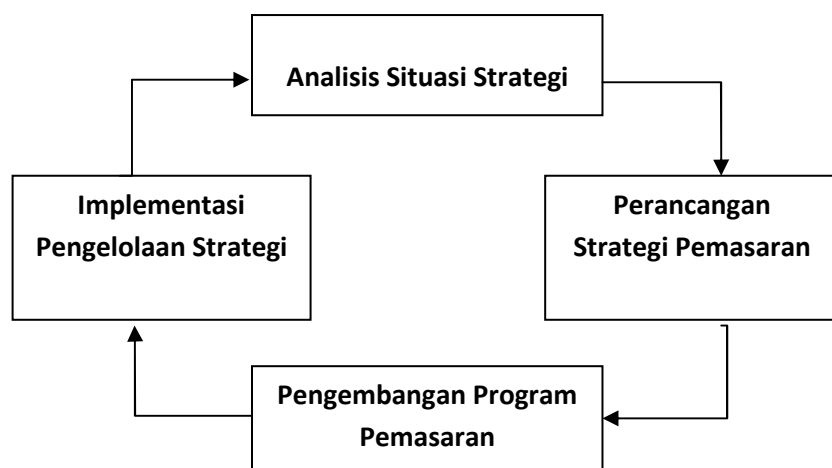 Analisis Situasi Strategi
Implementasi
Pengelolaan Strategi
Perancangan
Strategi Pemasaran
Pengembangan Program
Pemasaran